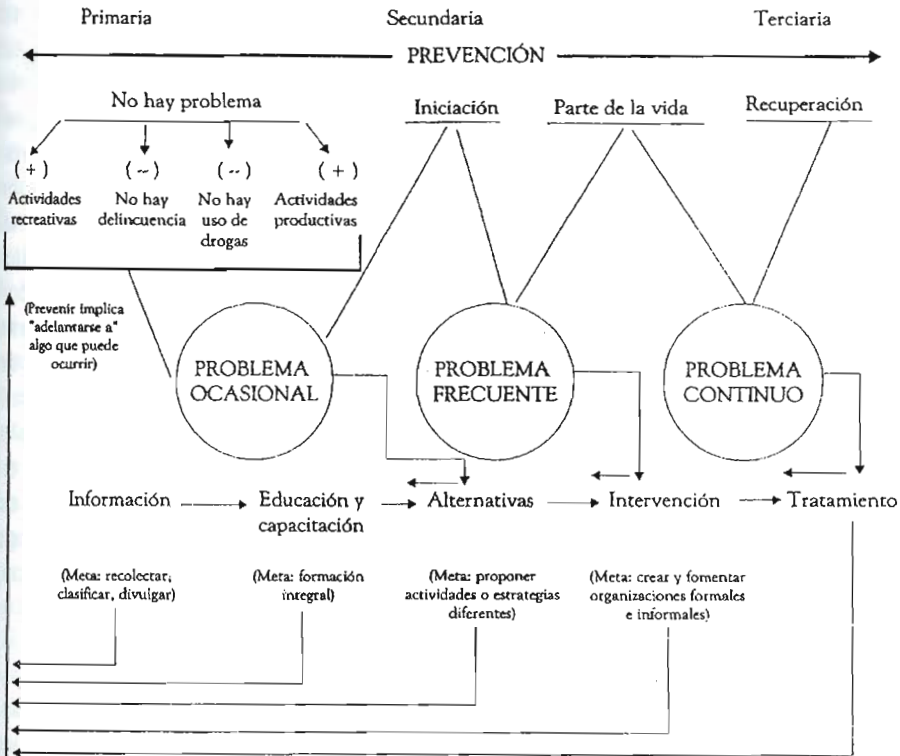 Primaria
Secundaria
Terciaria
PREVENCIÓN
No hay problema
Iniciación
Parte de la vida
Recuperación
(+)
(--)
(--)
(+)
Actividades
recreativas
No hay
delincuencia
No hay
uso de
drogas
Actividades
productivas
(Prevenir implica
"adelantarse a"
algo que puede
ocurrir)
PROBLEMA
OCASIONAL
PROBLEMA
FRECUENTE
PROBLEMA
CONTINUO
Información
Educación y
capacitación
Alternativas
Intervención
Tratamiento
(Meta: recolectar,
clasificar, divulgar)
(Meta: formación
integral)
(Meta: proponer
actividades o estrategias
diferentes)
(Meta: crear y fomentar
organizaciones formales
e informales)